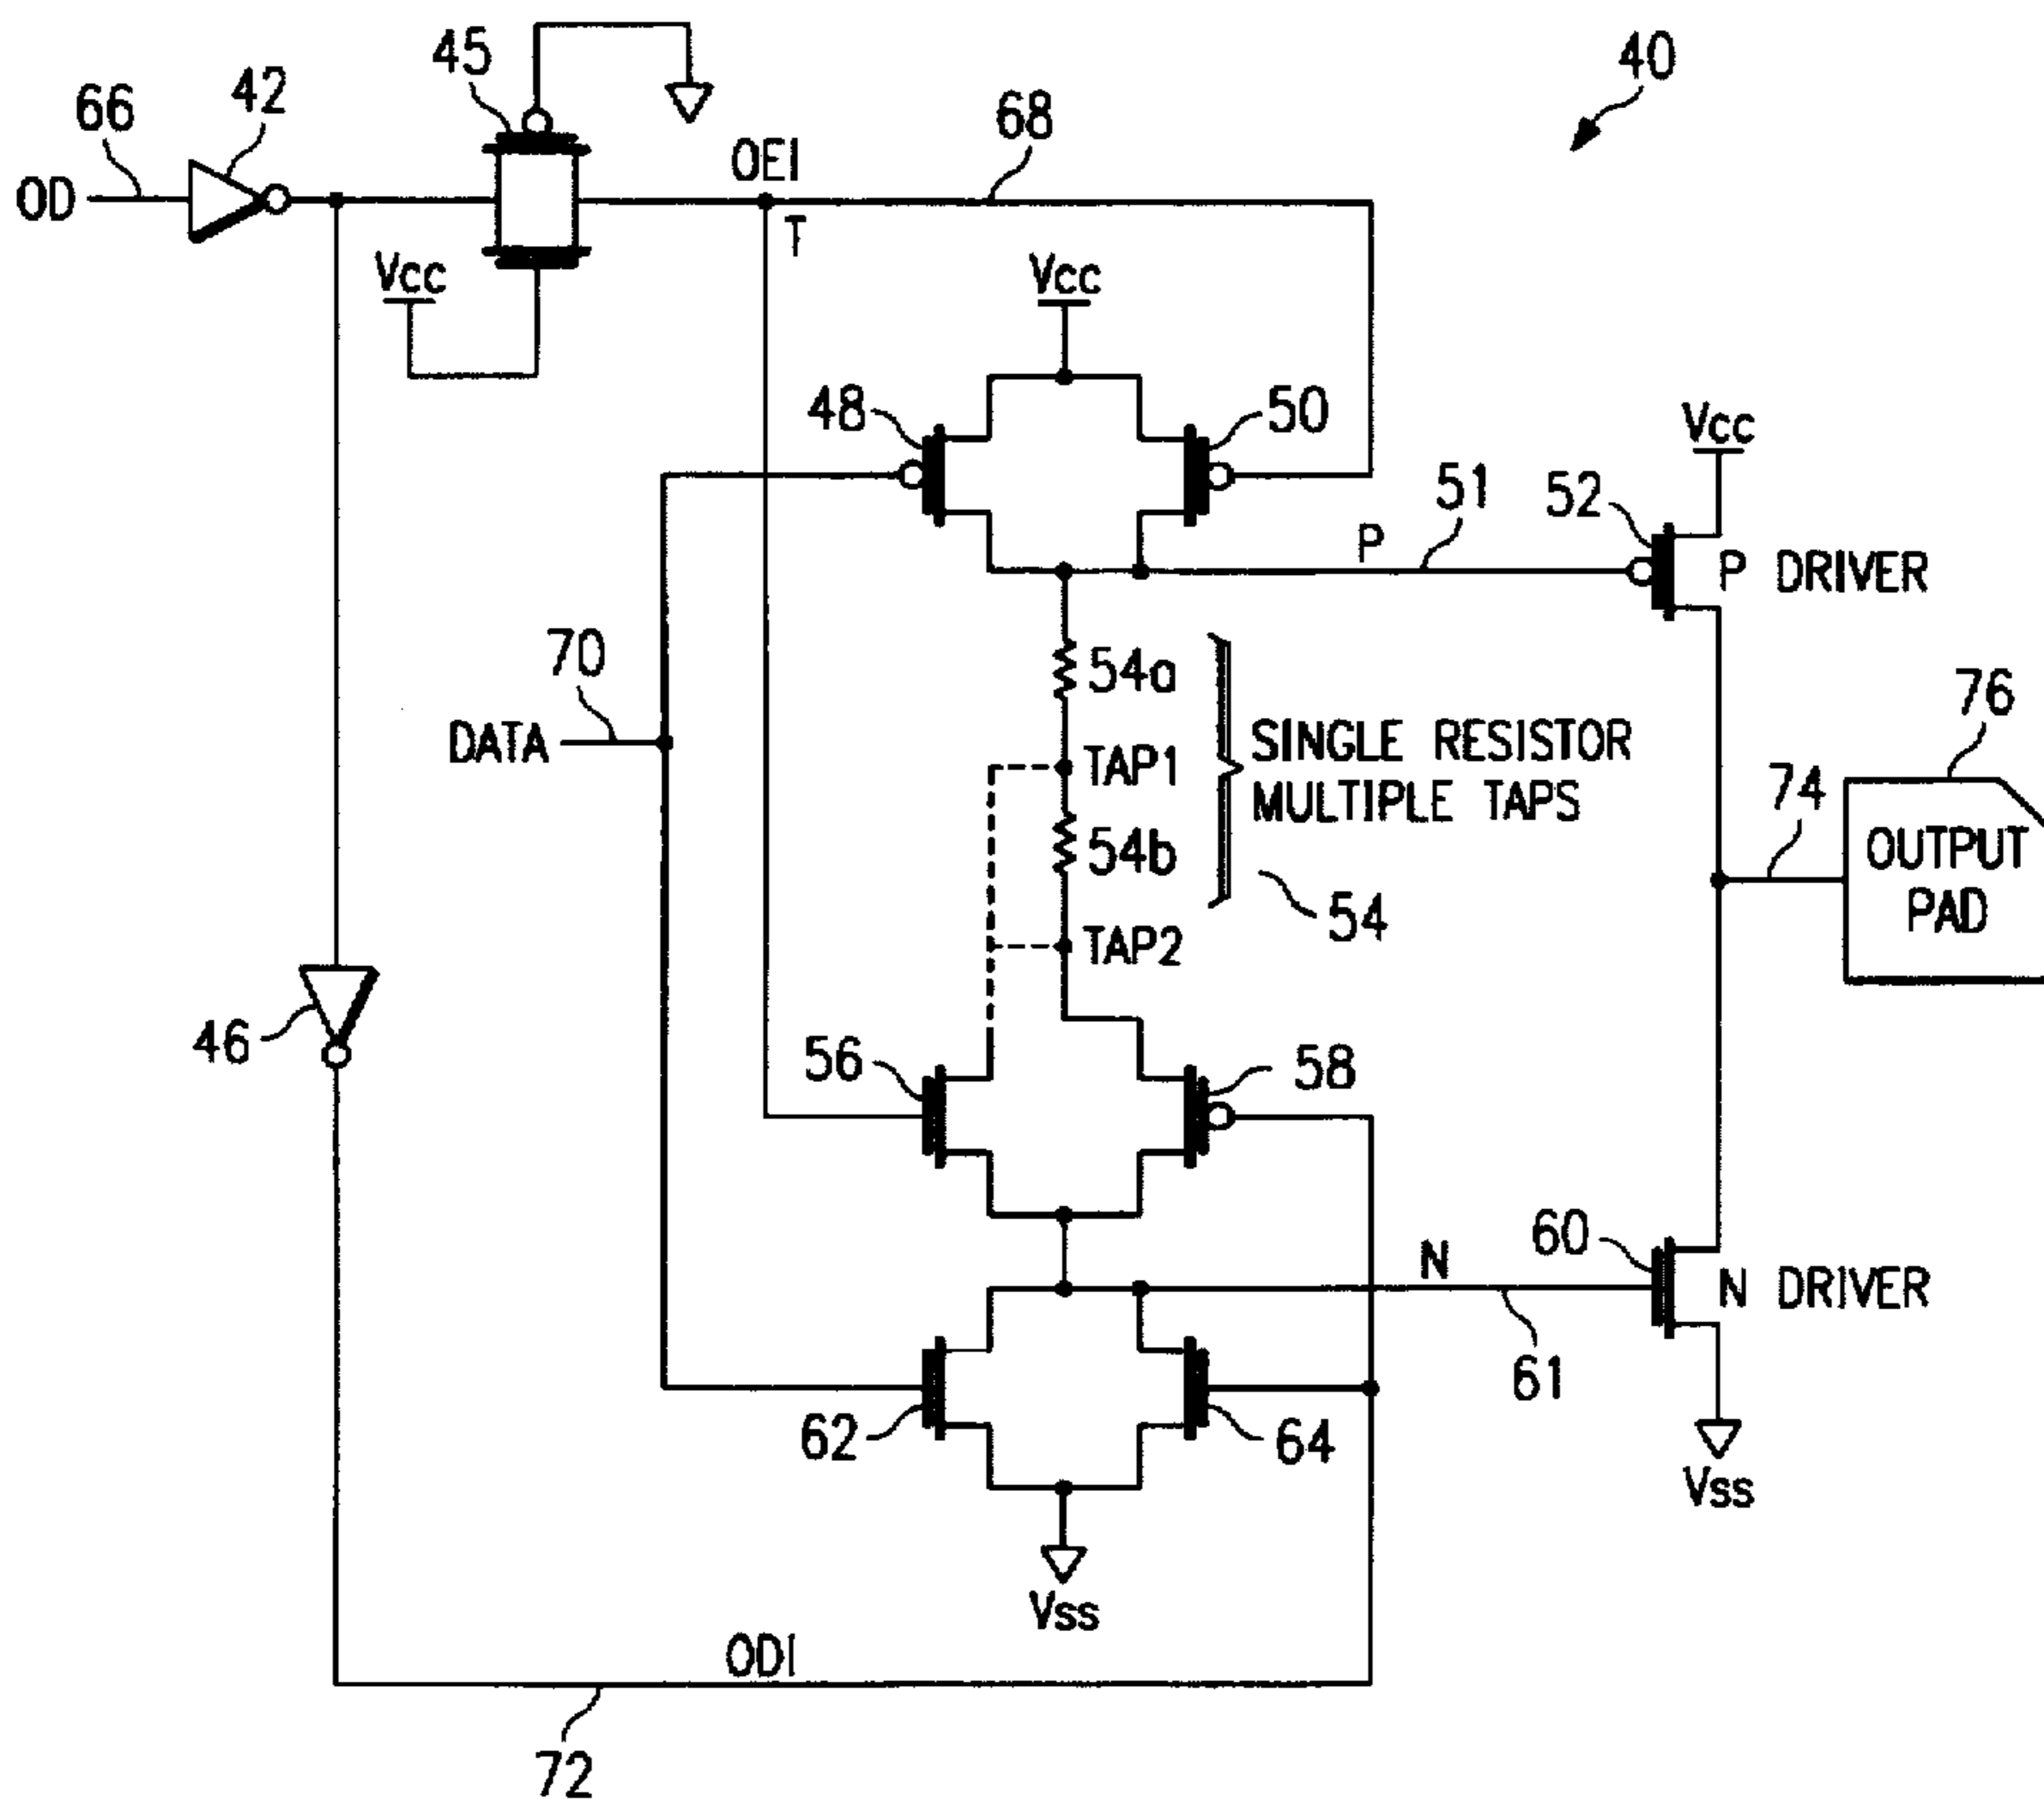 45
40
66
42
68
OD
OEI
T
Vcc
Vcc
48
50
Vcc
51
52
P
P DRIVER
70
54a
76
DATA
TAP1
SINGLE RESISTOR
MULTIPLE TAPS
74
54b
OUTPUT
PAD
54
TAP2
46
56
58
60
N
N DRIVER
61
62
64
Vss
Vss
ODI
72